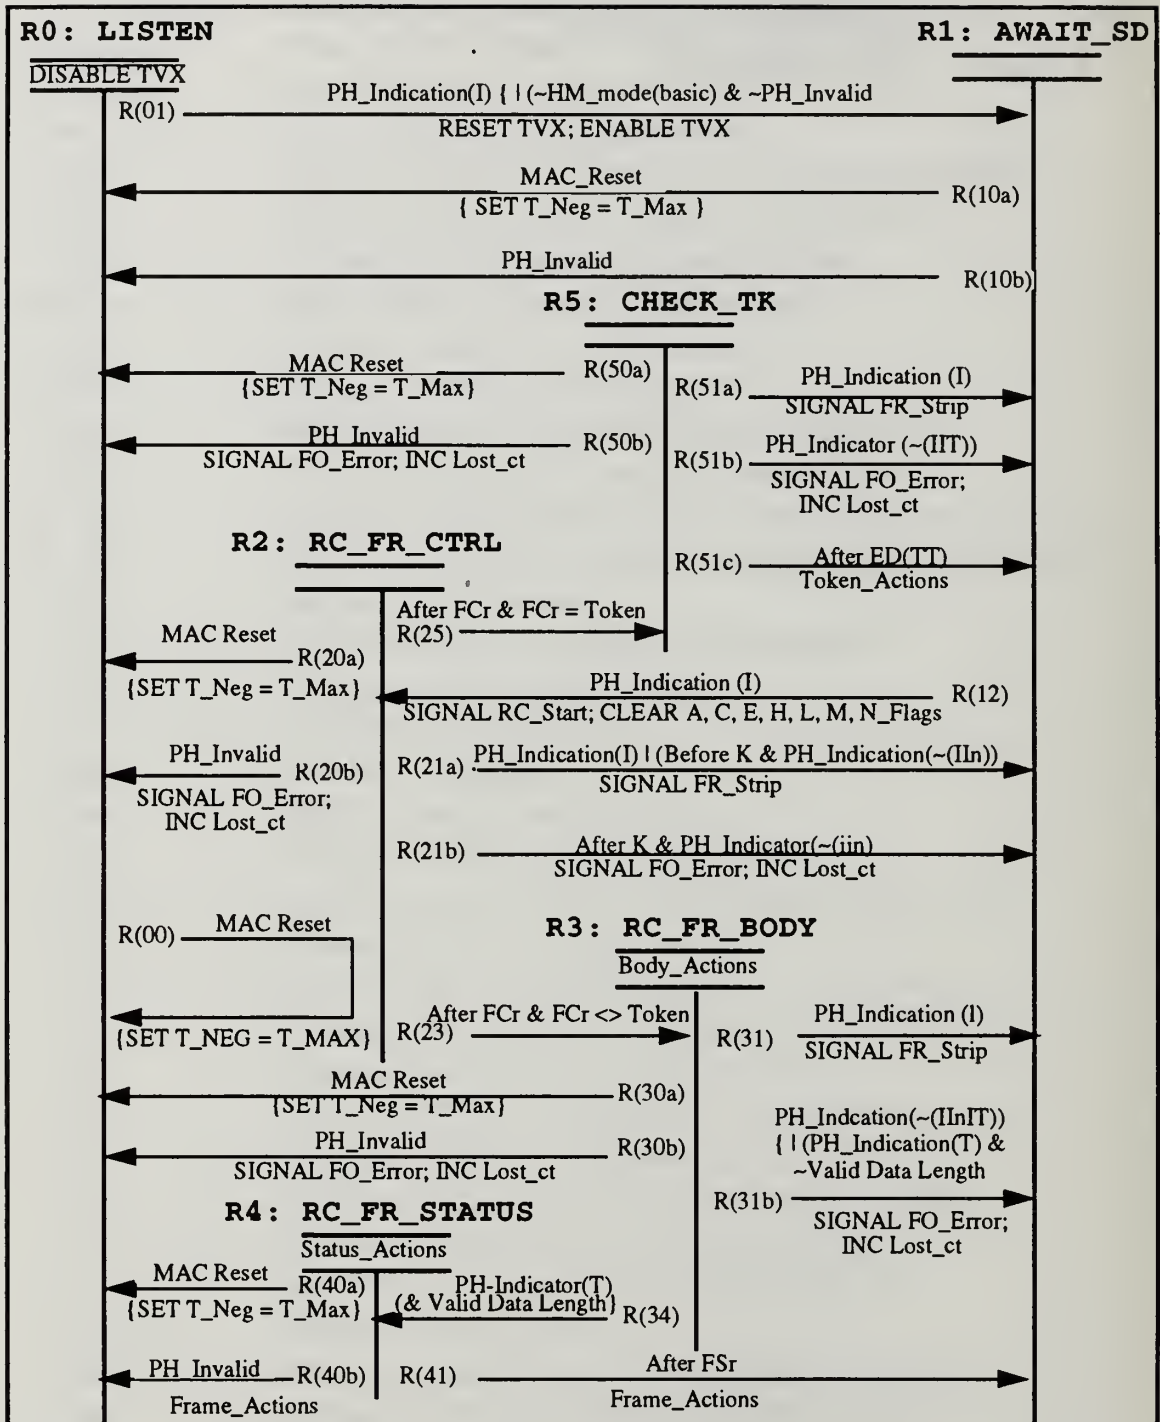 R0: LISTEN
R1: AWAIT_SD
DISABLE TVX
R(01)
PH_Indication(I) { | (~HM_mode(basic) & ~PH_Invalid
RESET TVX; ENABLE TVX
MAC_Reset
R(10a)
{ SET T_Neg = T_Max }
PH_Invalid
R(10b)
R5: CHECK_TK
MAC Reset
R(50a)
{SET T_Neg = T_Max}
R(51a)
PH_Indication (I)
SIGNAL FR_Strip
PH_Invalid
R(50b)
SIGNAL FO_Error; INC Lost_ct
R(51b)
PH_Indicator (~(IIT))
SIGNAL FO_Error;
INC Lost_ct
R2: RC_FR_CTRL
R(51c)
After ED(TT)
Token_Actions
After FCr & FCr = Token
R(25)
MAC Reset
R(20a)
{SET T_Neg = T_Max}
PH_Indication (I)
R(12)
SIGNAL RC_Start; CLEAR A, C, E, H, L, M, N_Flags
PH_Invalid
R(20b)
SIGNAL FO_Error;
INC Lost_ct
R(21a)
PH_Indication(I) | (Before K & PH_Indication(~(IIn))
SIGNAL FR_Strip
R(21b)
After K & PH_Indicator(~(iin)
SIGNAL FO_Error; INC Lost_ct
R(00)
MAC Reset
{SET T_NEG = T_MAX}
R3: RC_FR_BODY
Body_Actions
After FCr & FCr <> Token
R(23)
R(31)
PH_Indication (l)
SIGNAL FR_Strip
MAC Reset
R(30a)
{SET T_Neg = T_Max}
PH_Invalid
R(30b)
SIGNAL FO_Error; INC Lost_ct
PH_Indcation(~(IInIT))
{ | (PH_Indication(T) &
~Valid Data Length
R(31b)
SIGNAL FO_Error;
INC Lost_ct
R4: RC_FR_STATUS
Status_Actions
MAC Reset
R(40a)
{SET T_Neg = T_Max}
PH-Indicator(T)
(& Valid Data Length}
R(34)
PH_Invalid
R(40b)
Frame_Actions
R(41)
After FSr
Frame_Actions